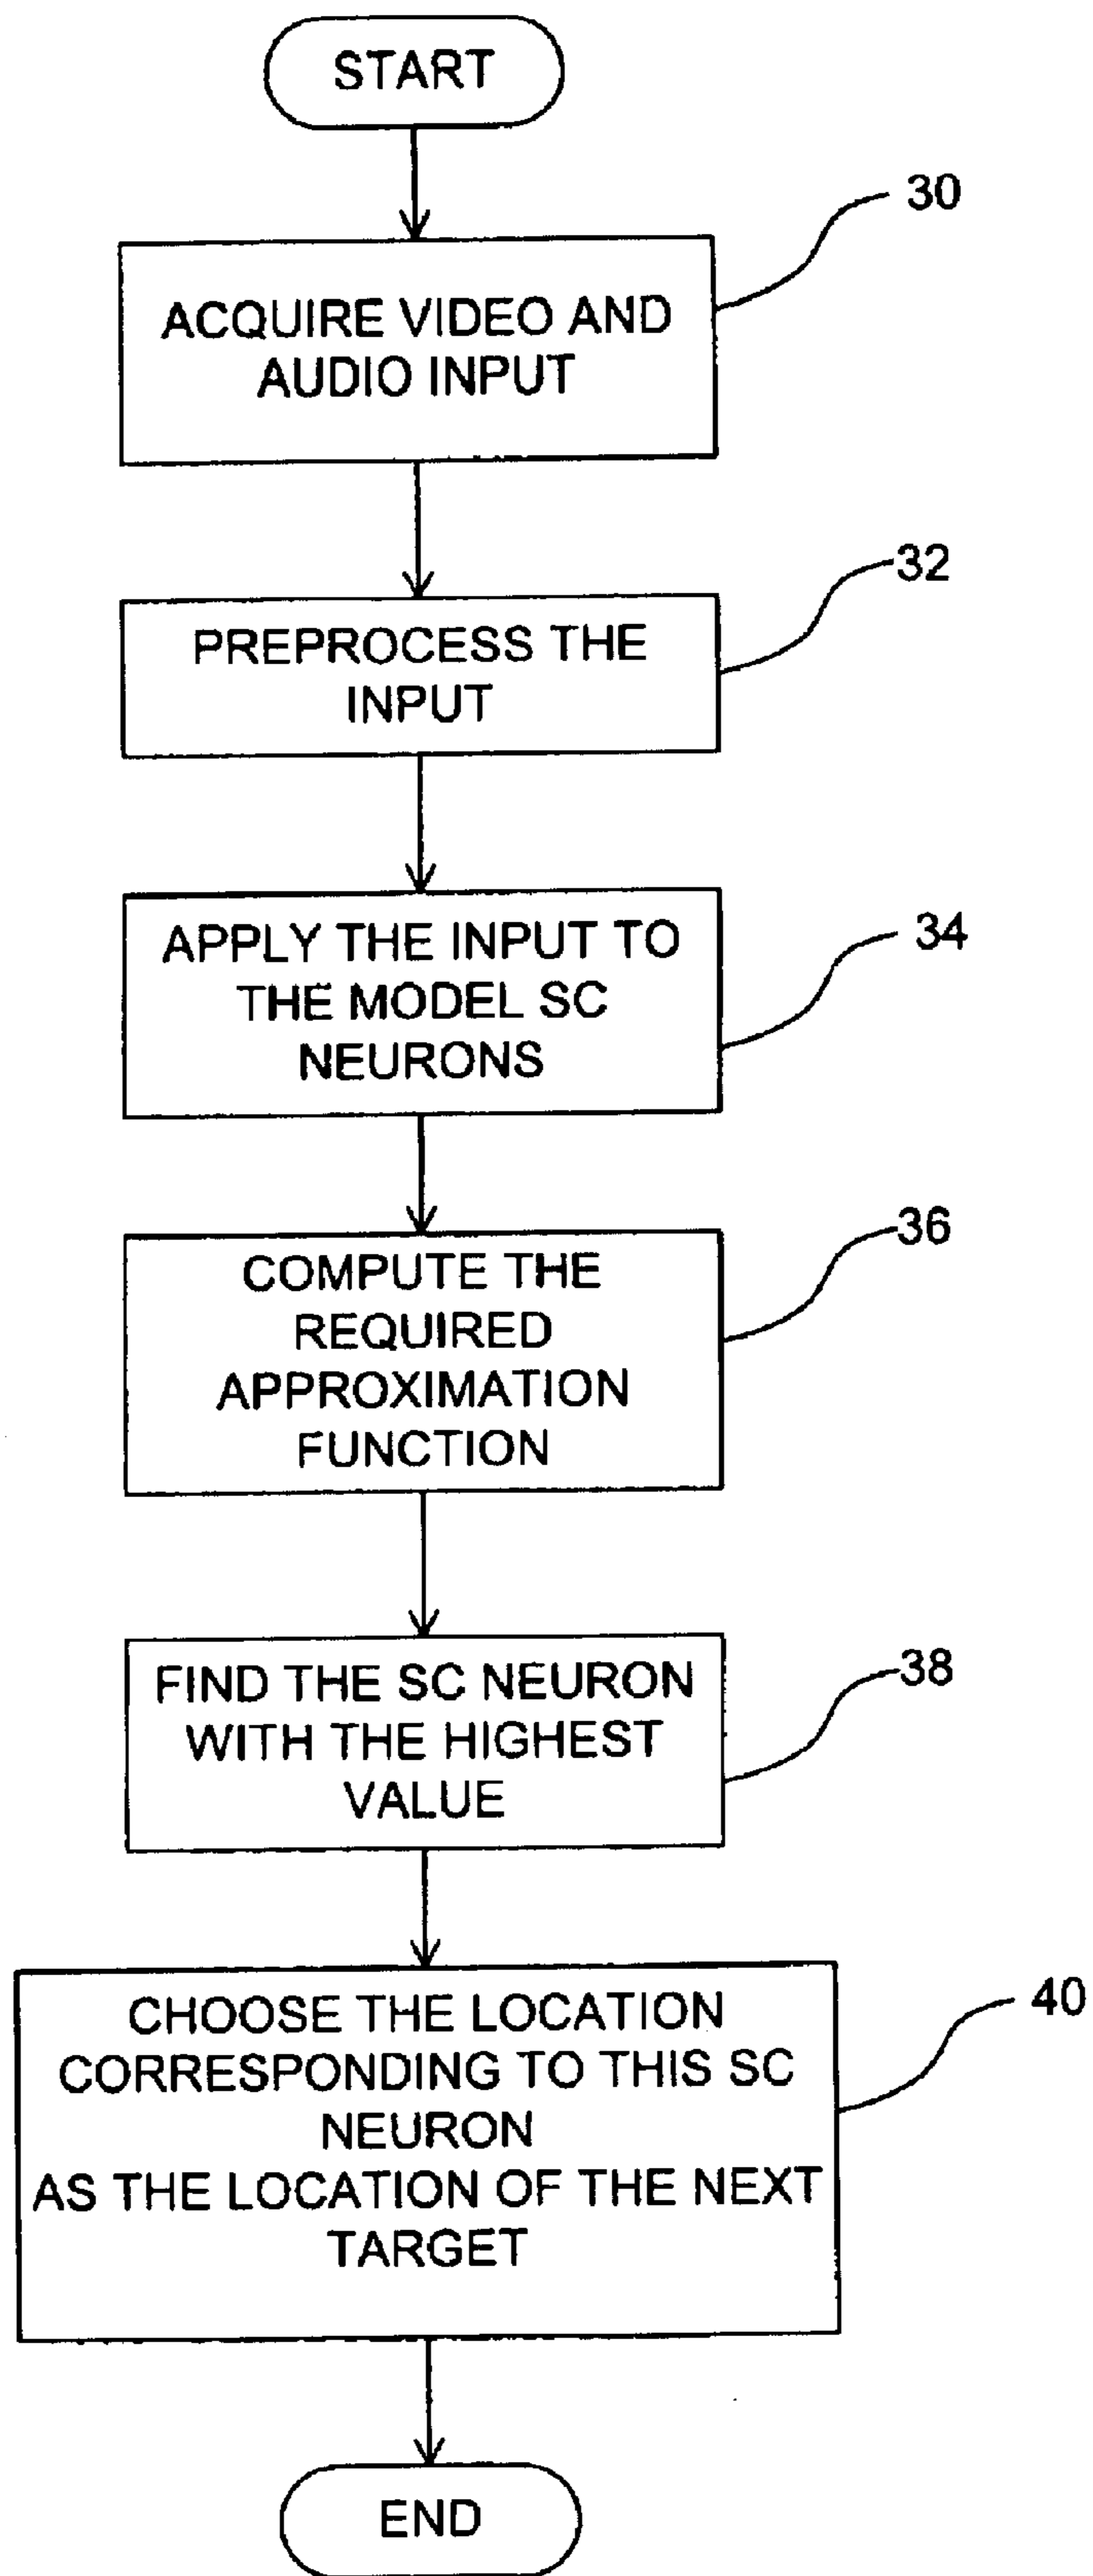 START
30
ACQUIRE VIDEO AND
AUDIO INPUT
32
PREPROCESS THE
INPUT
34
APPLY THE INPUT TO
THE MODEL SC
NEURONS
36
COMPUTE THE
REQUIRED
APPROXIMATION
FUNCTION
38
FIND THE SC NEURON
WITH THE HIGHEST
VALUE
40
CHOOSE THE LOCATION
CORRESPONDING TO THIS SC
NEURON
AS THE LOCATION OF THE NEXT
TARGET
END